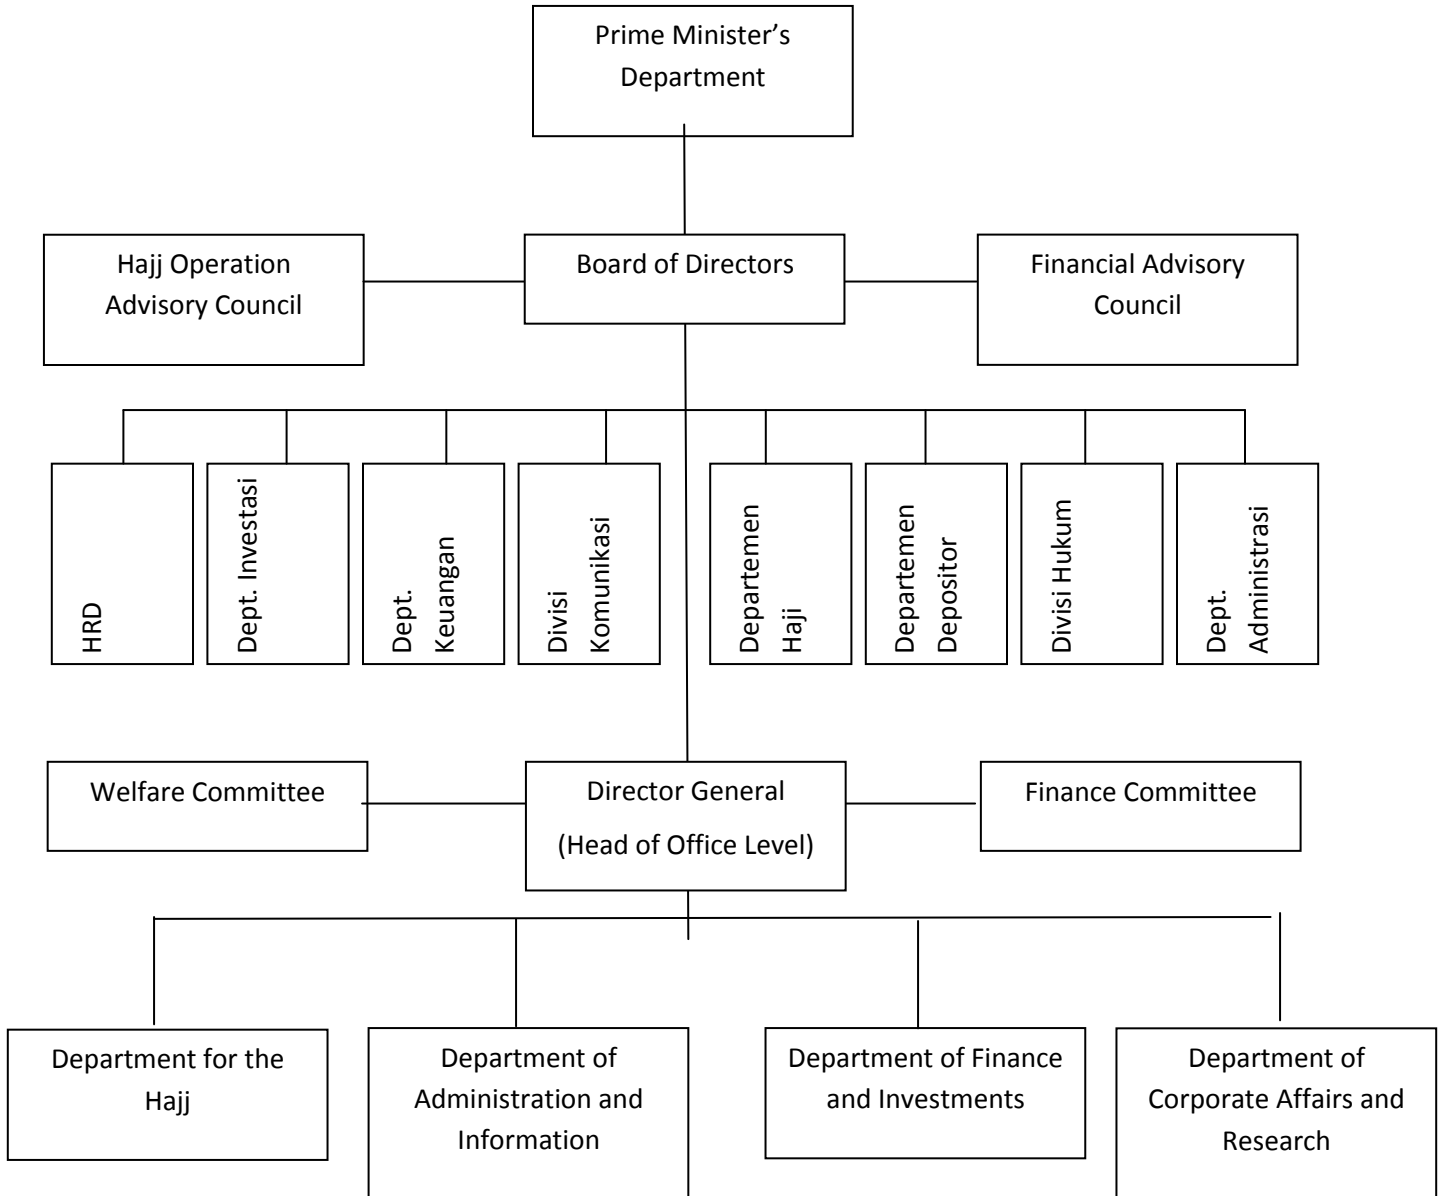 Prime Minister’s
Department
Hajj Operation
Advisory Council
Board of Directors
Financial Advisory
Council
HRD
Dept. Investasi
Dept.
Keuangan
Divisi
Komunikasi
Departemen
Haji
Departemen
Depositor
Divisi Hukum
Dept.
Administrasi
Welfare Committee
Director General
(Head of Office Level)
Finance Committee
Department for the
Hajj
Department of
Administration and
Information
Department of Finance
and Investments
Department of
Corporate Affairs and
Research